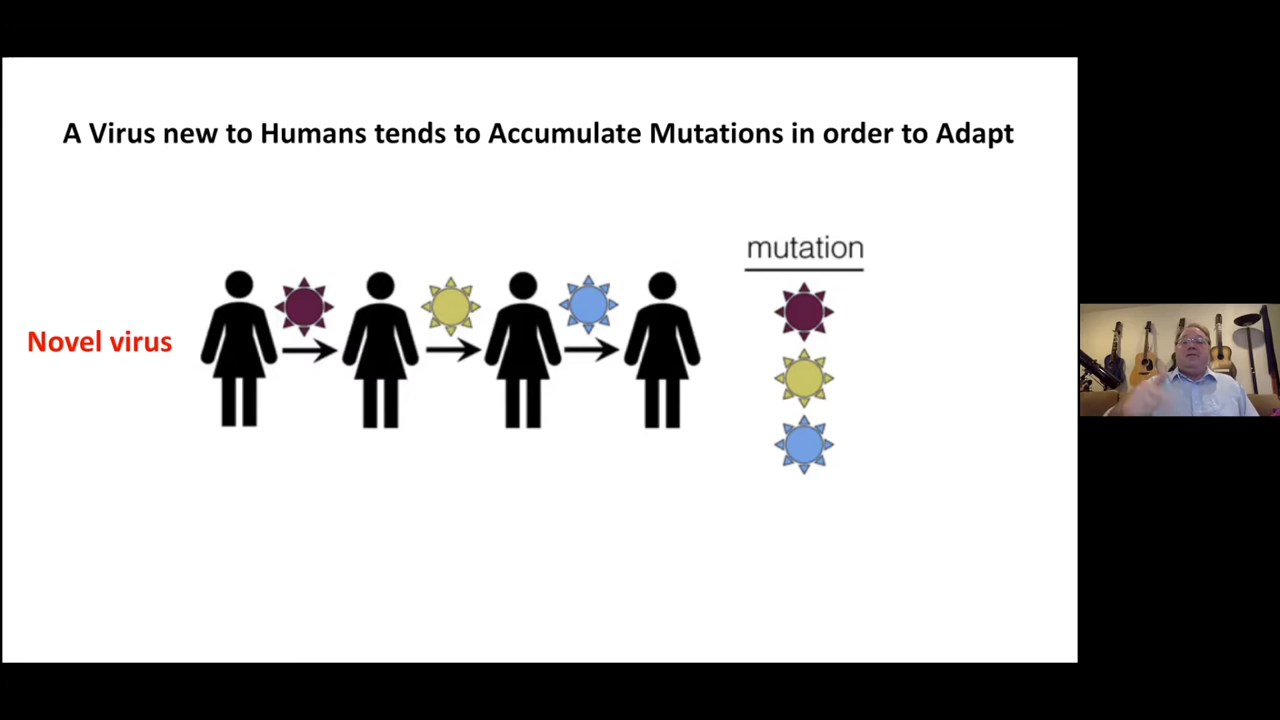 A Virus new to Humans tends to Accumulate Mutations in order to Adapt
mutation
Novel virus